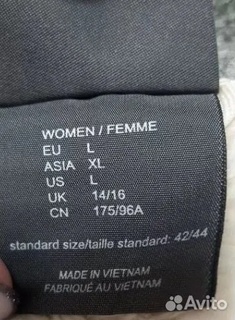 WOMEN / FEMME
EU L
ASIA XL
US L
UK 14/16
CN 175/96A
standard size/taille standard: 42/44
MADE IN VIETNAM
FABRIQUÉ AU VIETNAM
Avito